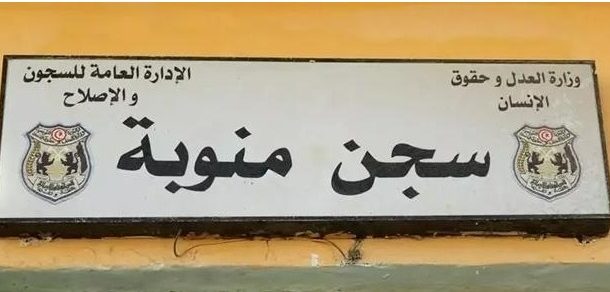 وزارة العدل و حقوق
الإنسان
الإدارة العامة للسجون
و الإصلاح
سجن منوبة